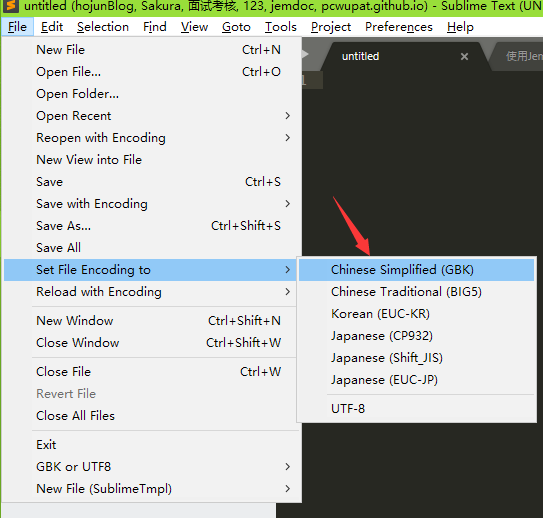 untitled (hojunBlog, Sakura, 面试考核, 123, jemdoc, pcwupat.github.io) - Sublime Text (UN
File Edit Selection Find View Goto Tools Project Preferences Help
New File Ctrl+N
Open File... Ctrl+O
Open Folder...
Open Recent
Reopen with Encoding
New View into File
Save Ctrl+S
Save with Encoding
Save As... Ctrl+Shift+S
Save All
Set File Encoding to
Reload with Encoding
New Window Ctrl+Shift+N
Close Window Ctrl+Shift+W
Close File Ctrl+W
Revert File
Close All Files
Exit
GBK or UTF8
New File (SublimeTmpl)
untitled
使用Jem
Chinese Simplified (GBK)
Chinese Traditional (BIG5)
Korean (EUC-KR)
Japanese (CP932)
Japanese (Shift_JIS)
Japanese (EUC-JP)
UTF-8